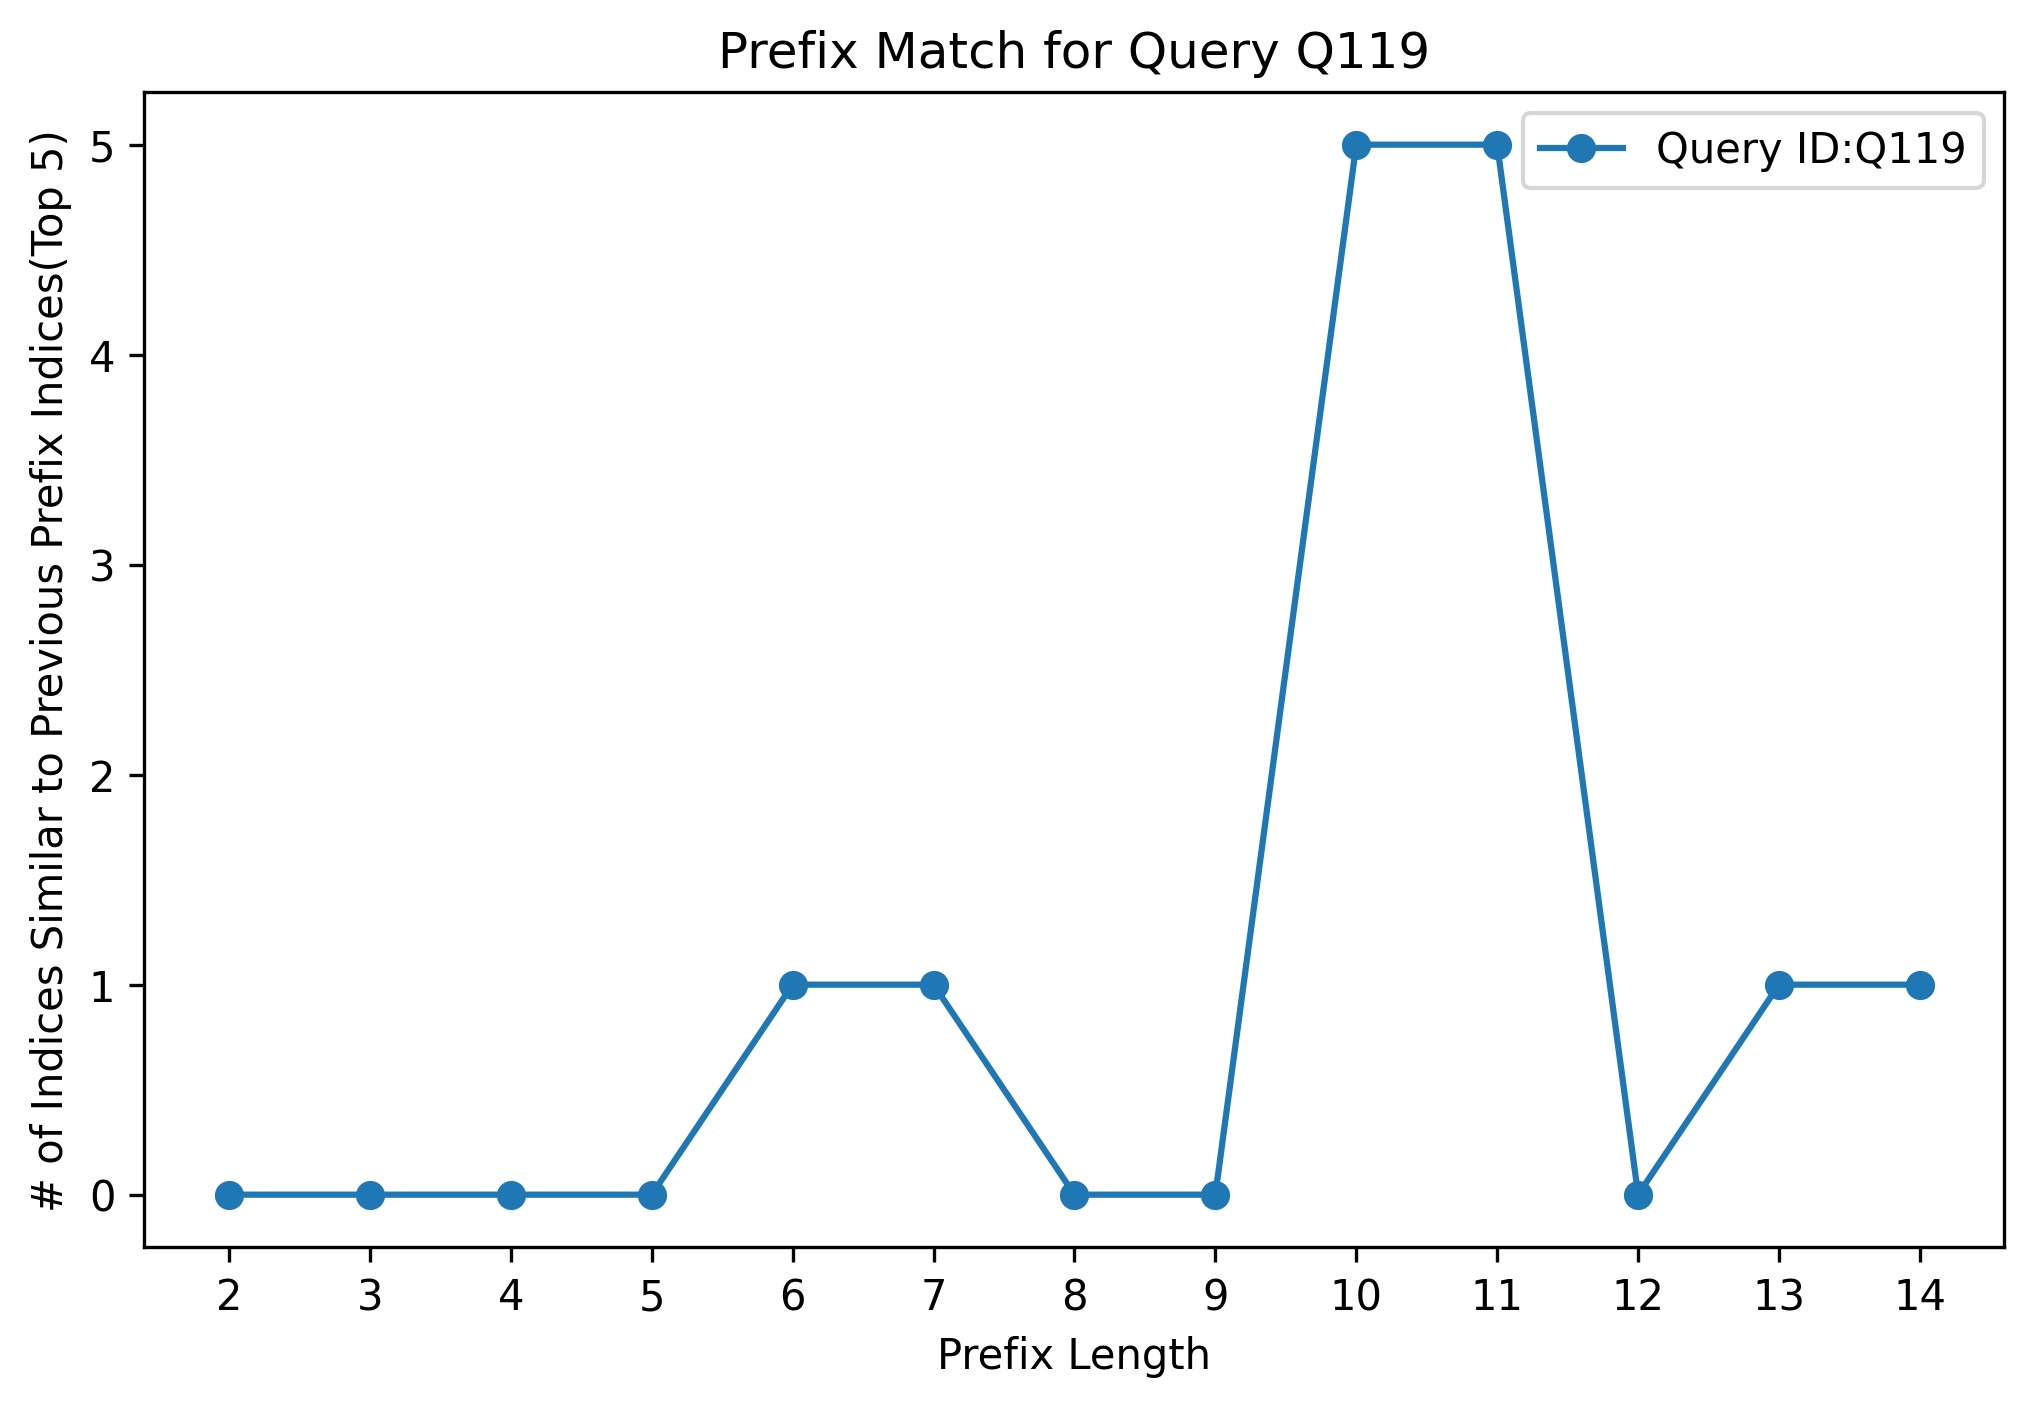 Prefix Match for Query Q119
Query ID:Q119
# of Indices Similar to Previous Prefix Indices(Top 5)
5
4
3
2
1
0
2 3 4 5 6 7 8 9 10 11 12 13 14
Prefix Length